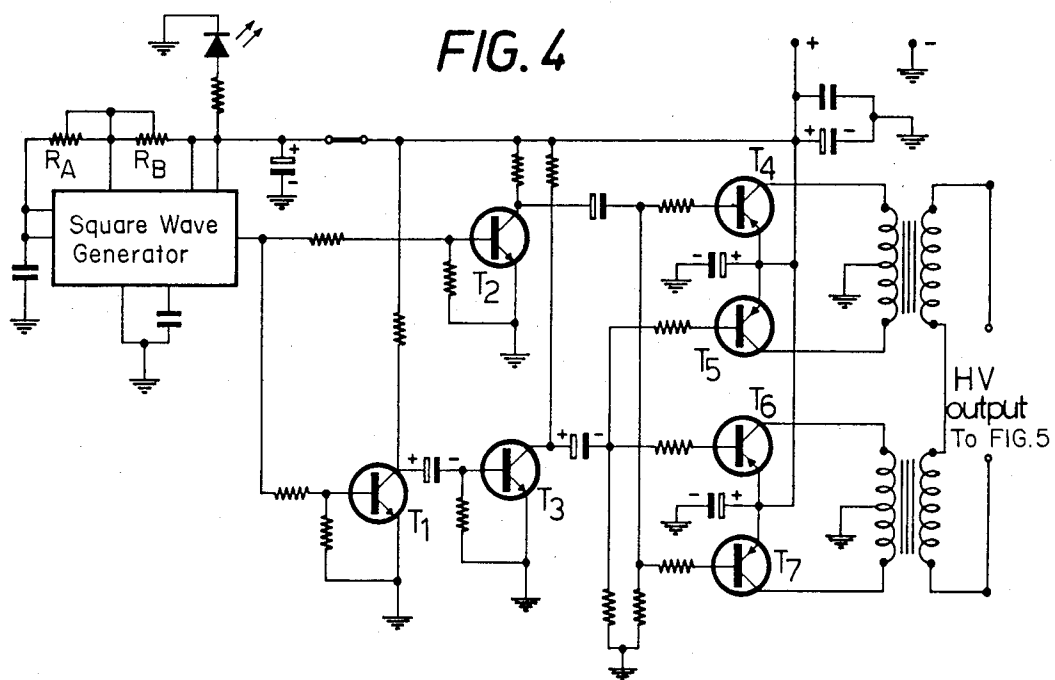 FIG. 4
+
-
RA
RB
+
-
+
-
Square Wave
Generator
T4
T2
-
+
T5
T6
HV
output
To FIG.5
+
-
+
-
T1
T3
-
+
T7